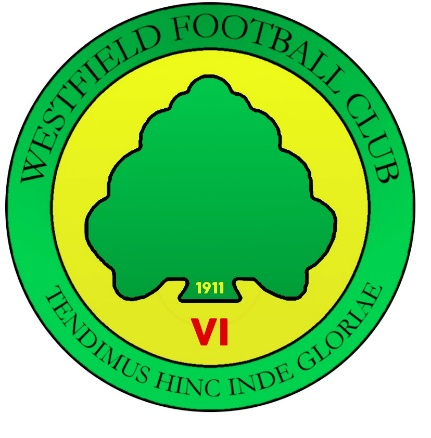 WESTFIELD FOOTBALL CLUB
1911
VI
TENDIMUS HINC INDE GLORIAE